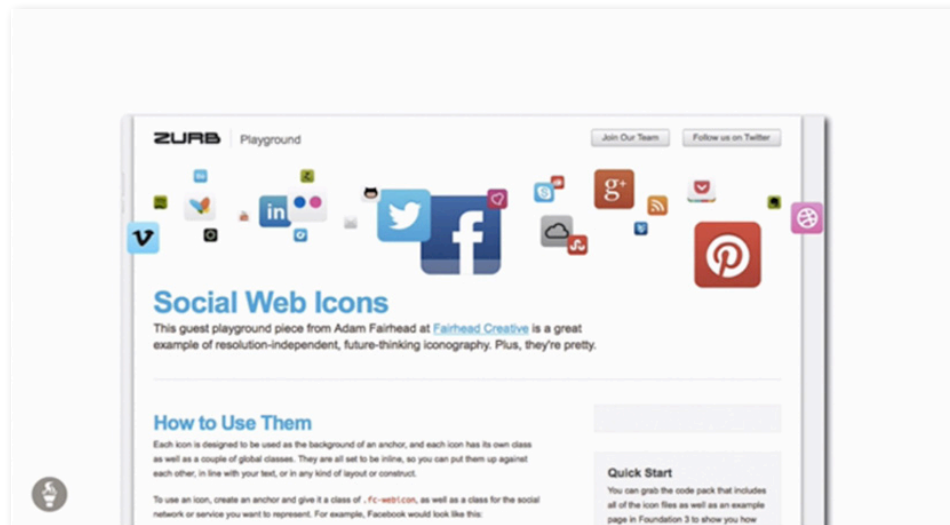 ZURB Playground
Join Our Team
Follow us on Twitter
in
f
g+
Social Web Icons
This guest playground piece from Adam Fairhead at Fairhead Creative is a great
example of resolution-independent, future-thinking iconography. Plus, they're pretty.
How to Use Them
Each icon is designed to be used as the background of an anchor, and each icon has its own class
as well as a couple of global classes. They are all set to be inline, so you can put them up against
each other, in line with your text, or in any kind of layout or construct.
To use an icon, create an anchor and give it a class of .fc-webicon, as well as a class for the social
network or service you want to represent. For example, Facebook would look like this:
Quick Start
You can grab the code pack that includes
all of the icon files as well as an example
page in Foundation 3 to show you how